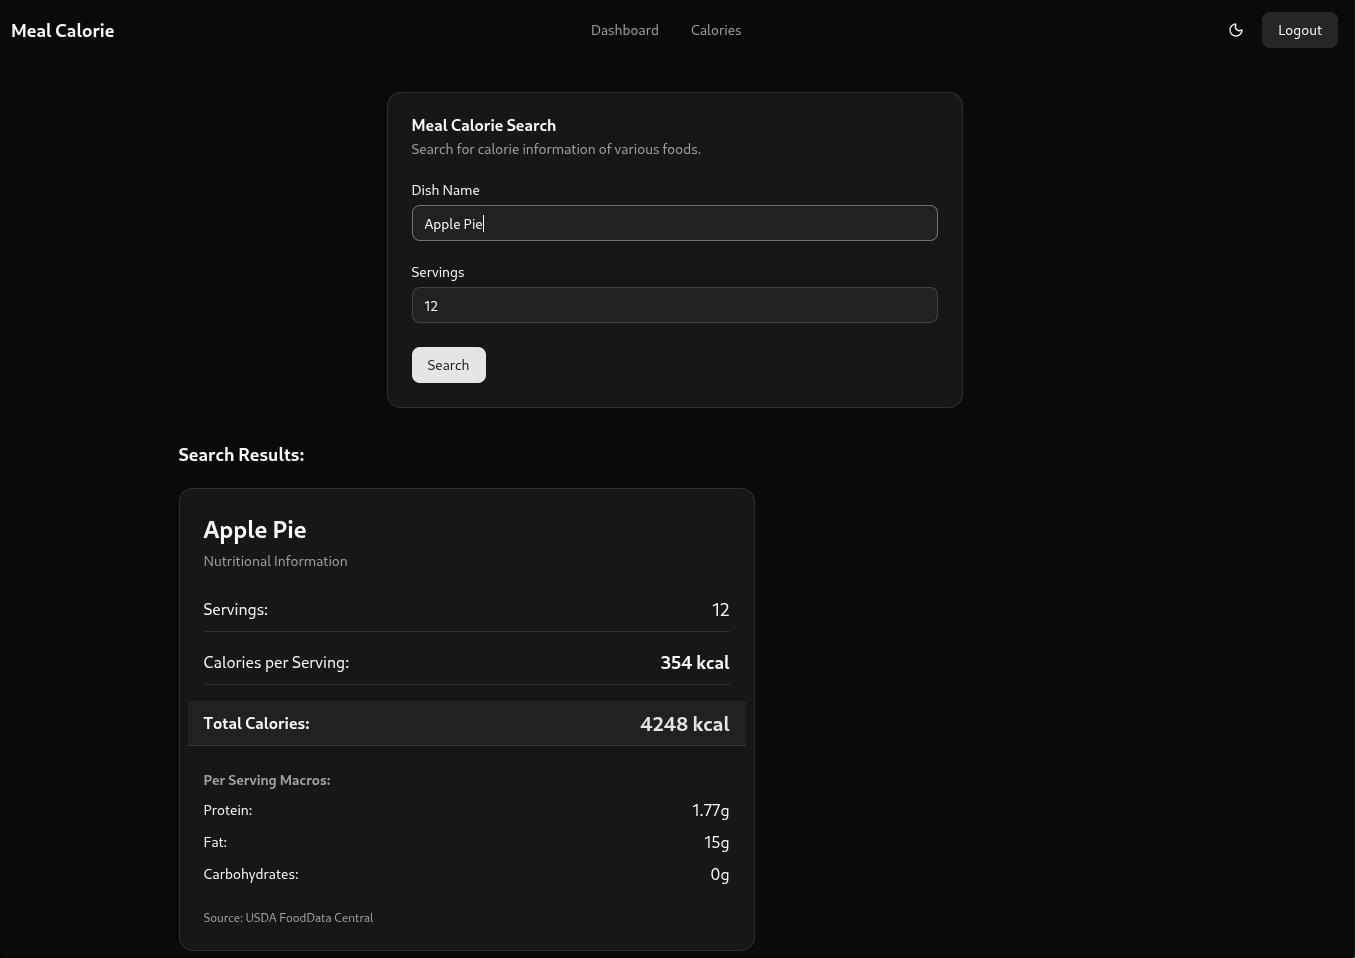 Meal Calorie
Dashboard Calories
Logout
Meal Calorie Search
Search for calorie information of various foods.
Dish Name
Apple Pie
Servings
12
Search
Search Results:
Apple Pie
Nutritional Information
Servings: 12
Calories per Serving: 354 kcal
Total Calories: 4248 kcal
Per Serving Macros:
Protein: 1.77g
Fat: 15g
Carbohydrates: 0g
Source: USDA FoodData Central